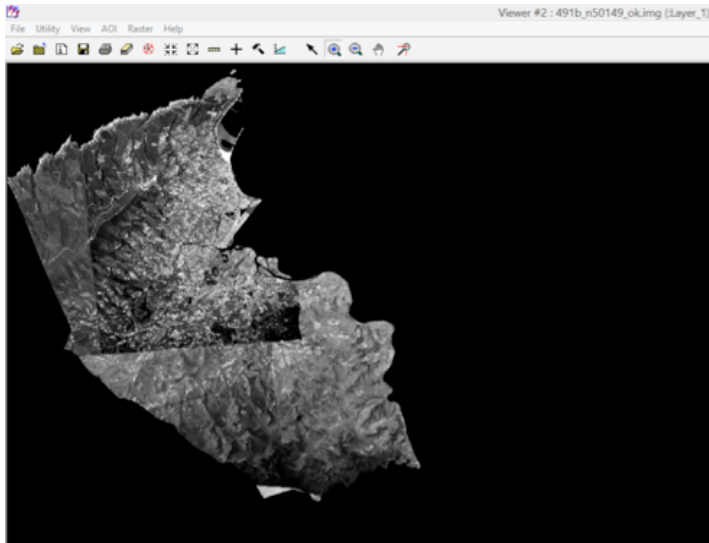 Viewer #2 : 491b_n50149_ok.img (:Layer_1)
File Utility View AOI Raster Help